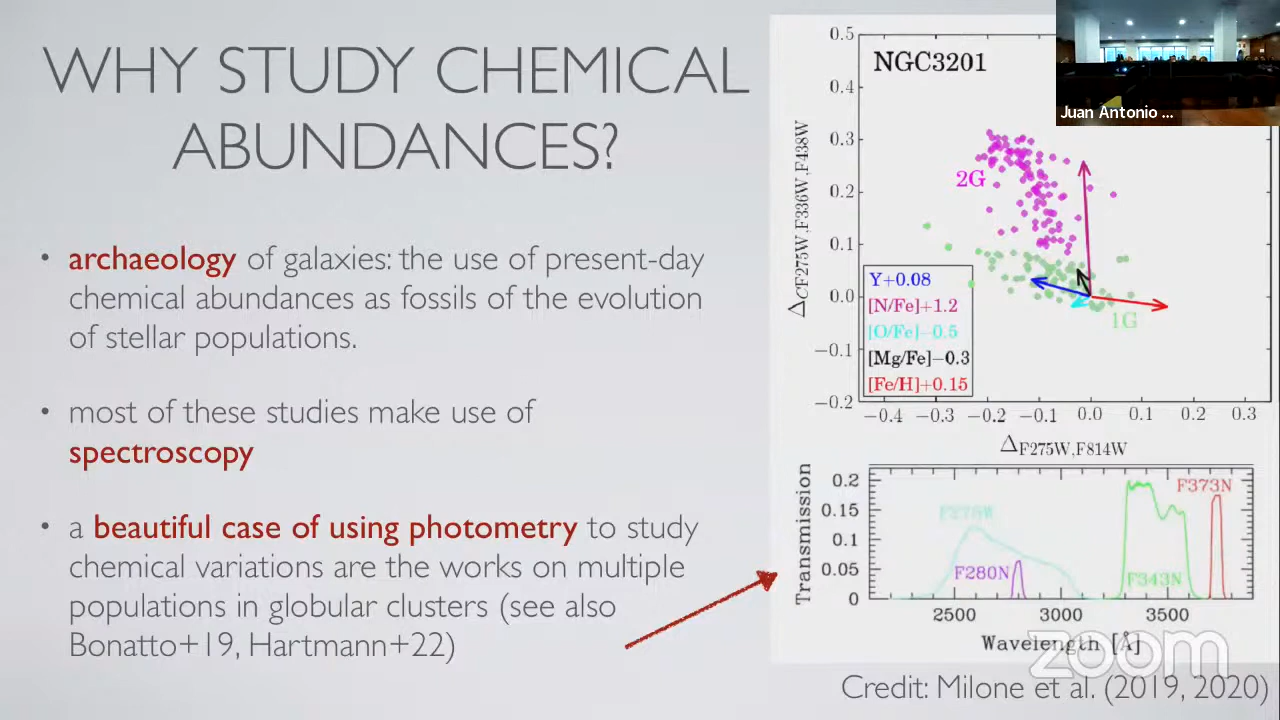 WHY STUDY CHEMICAL
ABUNDANCES?
• archaeology of galaxies: the use of present-day
chemical abundances as fossils of the evolution
of stellar populations.
• most of these studies make use of
spectroscopy
• a beautiful case of using photometry to study
chemical variations are the works on multiple
populations in globular clusters (see also
Bonatto+19, Hartmann+22)
NGC3201
Juan Antonio ...
0.5
0.4
0.3
0.2
0.1
0.0
−0.1
−0.2
Δ_CF275W,F336W,F438W
2G
1G
Y+0.08
[N/Fe]+1.2
[O/Fe]−0.5
[Mg/Fe]−0.3
[Fe/H]+0.15
−0.4 −0.3 −0.2 −0.1 0.0 0.1 0.2 0.3
Δ_F275W,F814W
Transmission
0.2
0.15
0.1
0.05
0
F275W
F280N
F343N
F373N
2500 3000 3500
Wavelength [Å]
zoom
Credit: Milone et al. (2019, 2020)